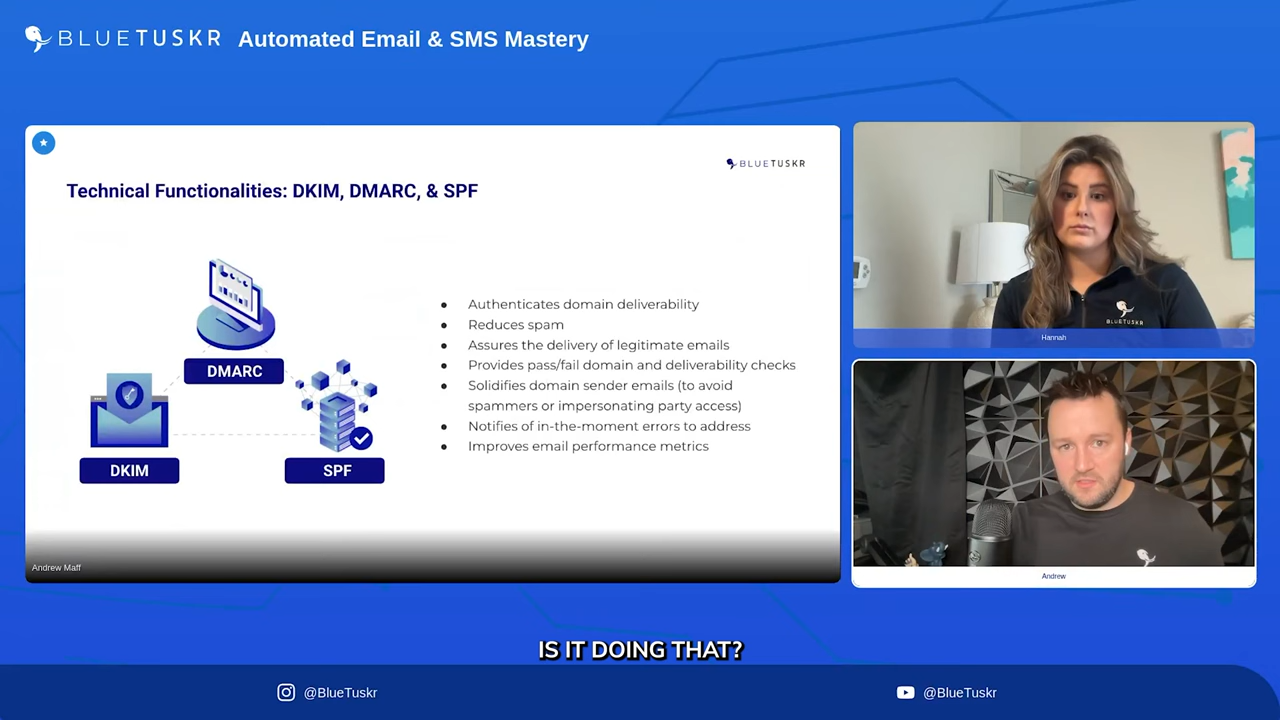 BLUETUSKR Automated Email & SMS Mastery
BLUETUSKR
Technical Functionalities: DKIM, DMARC, & SPF
DMARC
DKIM
SPF
● Authenticates domain deliverability
● Reduces spam
● Assures the delivery of legitimate emails
● Provides pass/fail domain and deliverability checks
● Solidifies domain sender emails (to avoid
spammers or impersonating party access)
● Notifies of in-the-moment errors to address
● Improves email performance metrics
Andrew Maff
BLUETUSKR
Hannah
Andrew
IS IT DOING THAT?
@BlueTuskr
@BlueTuskr